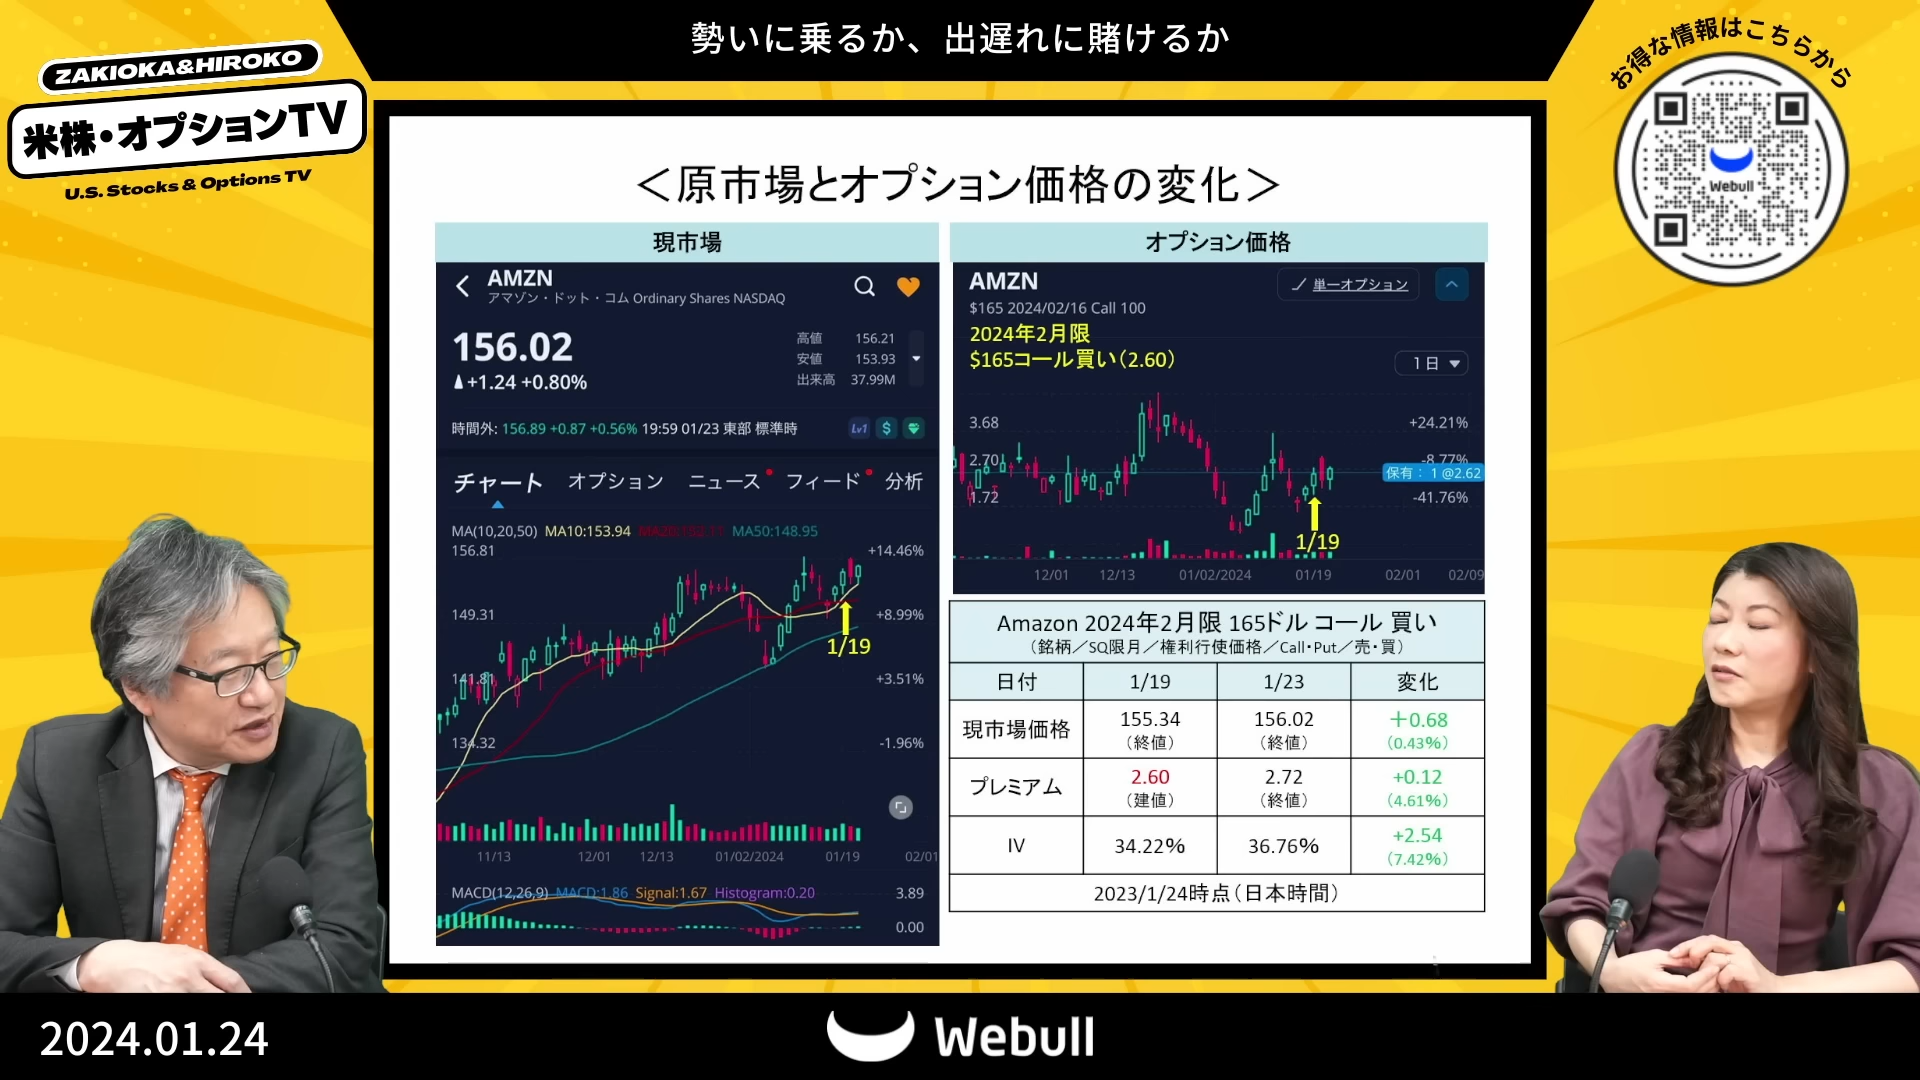 勢いに乗るか、出遅れに賭けるか
ZAKIOKA&HIROKO
米株・オプションTV
U.S. Stocks & Options TV
お得な情報はこちらから
Webull
＜原市場とオプション価格の変化＞
現市場
AMZN
アマゾン・ドット・コム Ordinary Shares NASDAQ
156.02
+1.24 +0.80%
高値 156.21
安値 153.93
出来高 37.99M
時間外: 156.89 +0.87 +0.56% 19:59 01/23 東部 標準時
Lv1 $
チャート オプション ニュース フィード 分析
MA(10,20,50) MA10:153.94 MA50:148.95
156.81 +14.46%
149.31 +8.99%
141.81 +3.51%
134.32 -1.96%
1/19
11/13 12/01 12/13 01/02/2024 01/19 02/01
MACD(12,26,9) MACD:1.86 Signal:1.67 Histogram:0.20
3.89
0.00
オプション価格
AMZN
単一オプション
$165 2024/02/16 Call 100
2024年2月限
$165コール買い（2.60）
1日
3.68 +24.21%
2.70 -8.77%
保有： 1 @2.62
1.72 -41.76%
1/19
12/01 12/13 01/02/2024 01/19 02/01 02/09
Amazon 2024年2月限 165ドル コール 買い
（銘柄／SQ限月／権利行使価格／Call・Put／売・買）
日付 1/19 1/23 変化
現市場価格 155.34 156.02 ＋0.68
（終値） （終値） (0.43%)
プレミアム 2.60 2.72 +0.12
（建値） （終値） (4.61%)
IV 34.22% 36.76% +2.54
(7.42%)
2023/1/24時点（日本時間）
2024.01.24
Webull